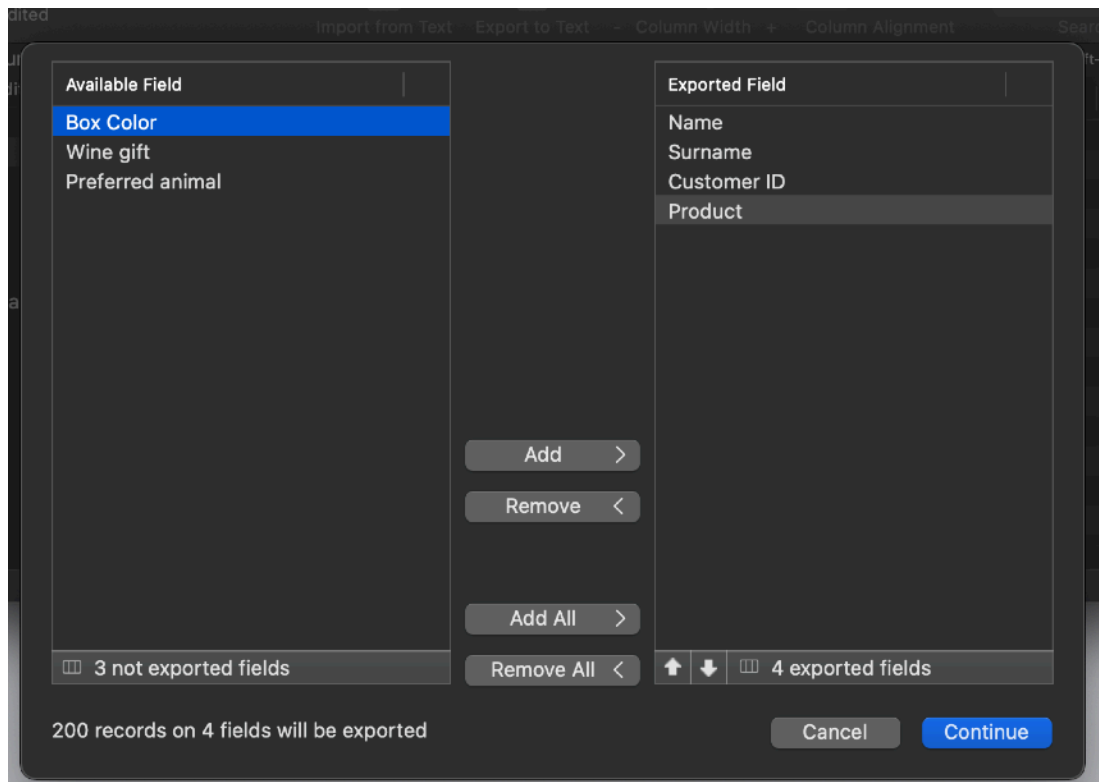 dited
Import from Text Export to Text - Column Width + Column Alignment Sear
Available Field
Box Color
Wine gift
Preferred animal
3 not exported fields
Add >
Remove <
Add All >
Remove All <
Exported Field
Name
Surname
Customer ID
Product
4 exported fields
200 records on 4 fields will be exported
Cancel
Continue